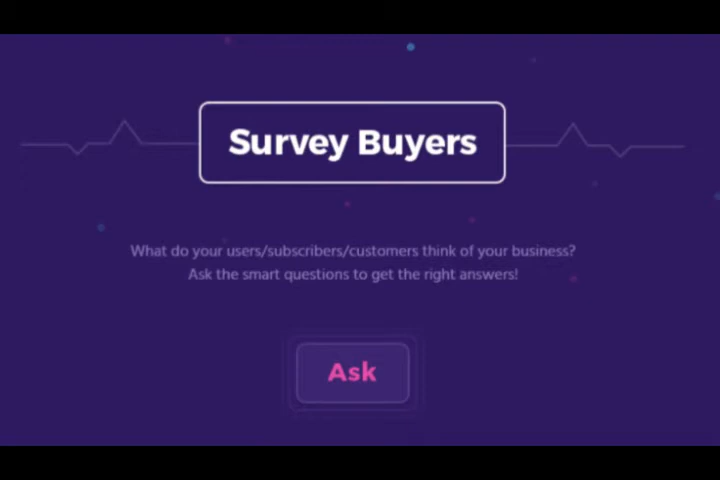 Survey Buyers
What do your users/subscribers/customers think of your business?
Ask the smart questions to get the right answers!
Ask